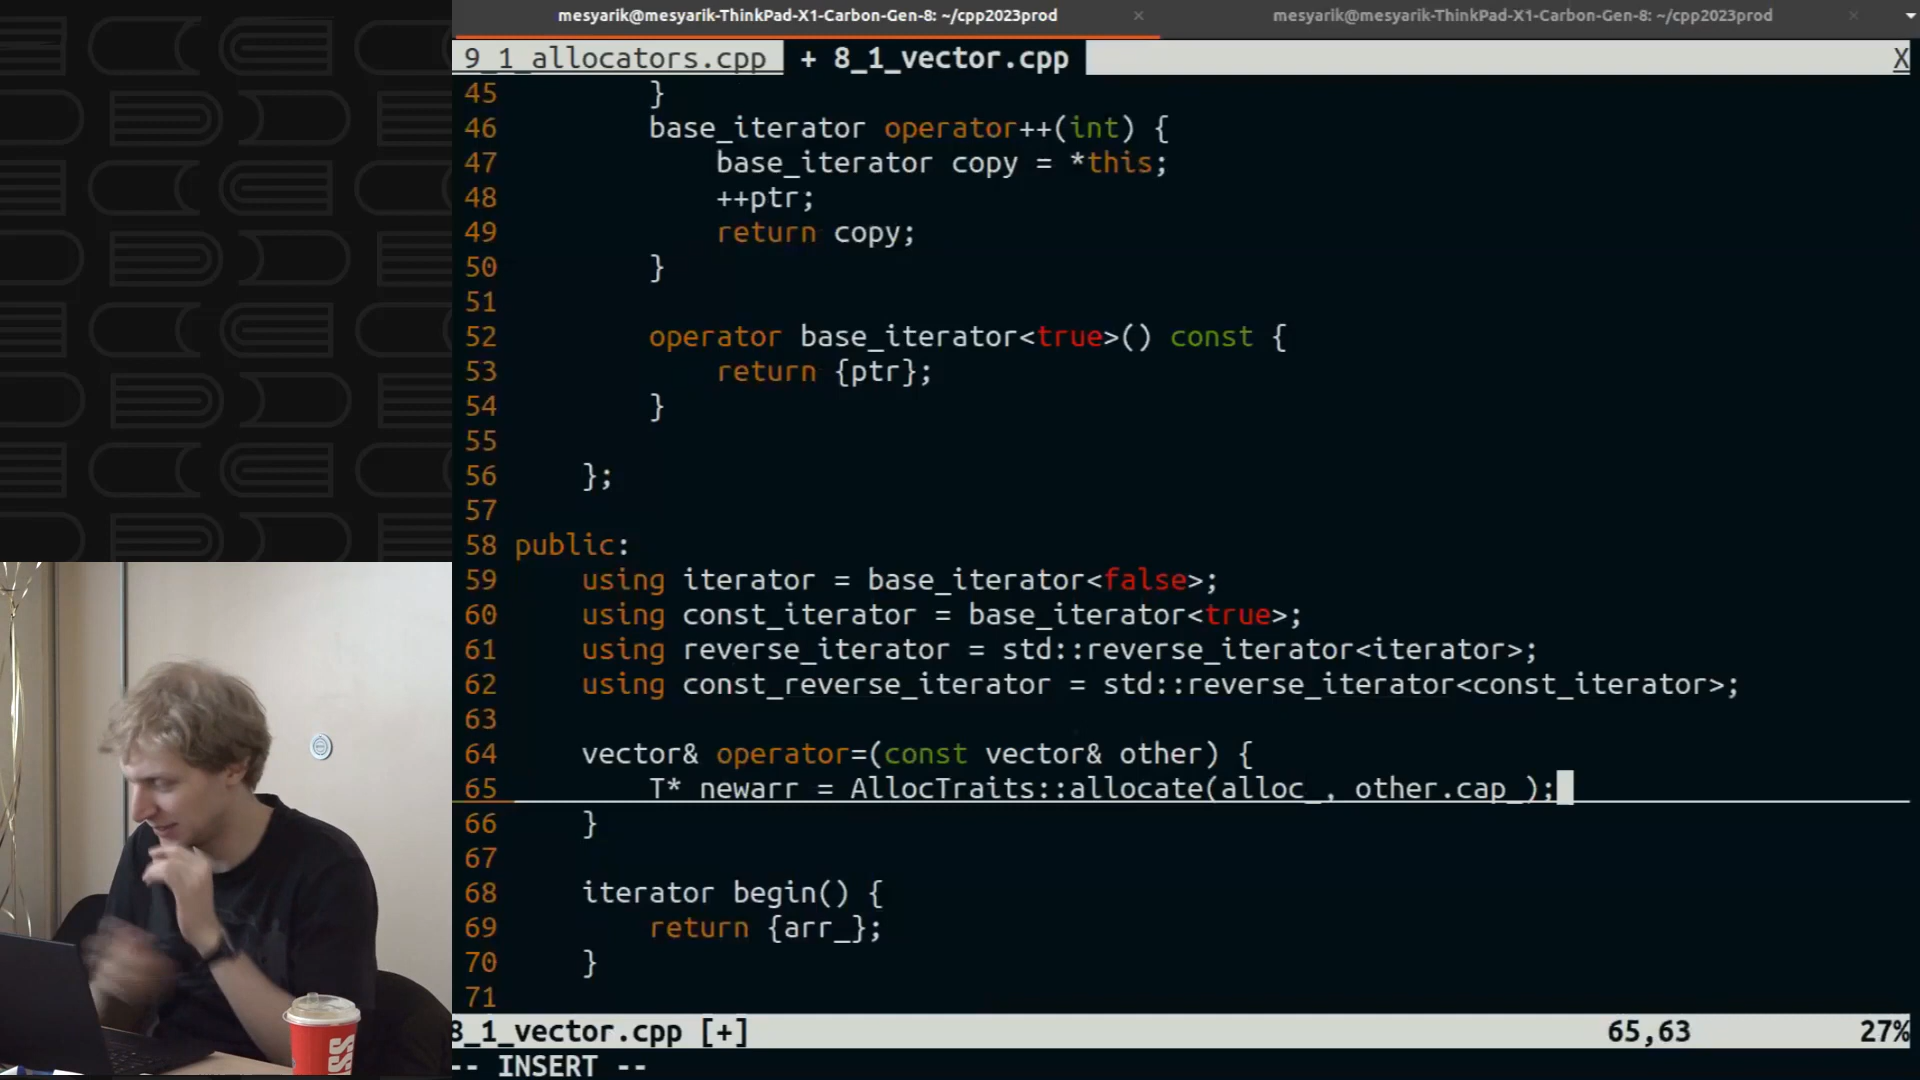 mesyarik@mesyarik-ThinkPad-X1-Carbon-Gen-8: ~/cpp2023prod × mesyarik@mesyarik-ThinkPad-X1-Carbon-Gen-8: ~/cpp2023prod ×
9_1_allocators.cpp + 8_1_vector.cpp X
45 }
46 base_iterator operator++(int) {
47 base_iterator copy = *this;
48 ++ptr;
49 return copy;
50 }
51
52 operator base_iterator<true>() const {
53 return {ptr};
54 }
55
56 };
57
58 public:
59 using iterator = base_iterator<false>;
60 using const_iterator = base_iterator<true>;
61 using reverse_iterator = std::reverse_iterator<iterator>;
62 using const_reverse_iterator = std::reverse_iterator<const_iterator>;
63
64 vector& operator=(const vector& other) {
65 T* newarr = AllocTraits::allocate(alloc_, other.cap_);
66 }
67
68 iterator begin() {
69 return {arr_};
70 }
71
8_1_vector.cpp [+] 65,63 27%
-- INSERT --